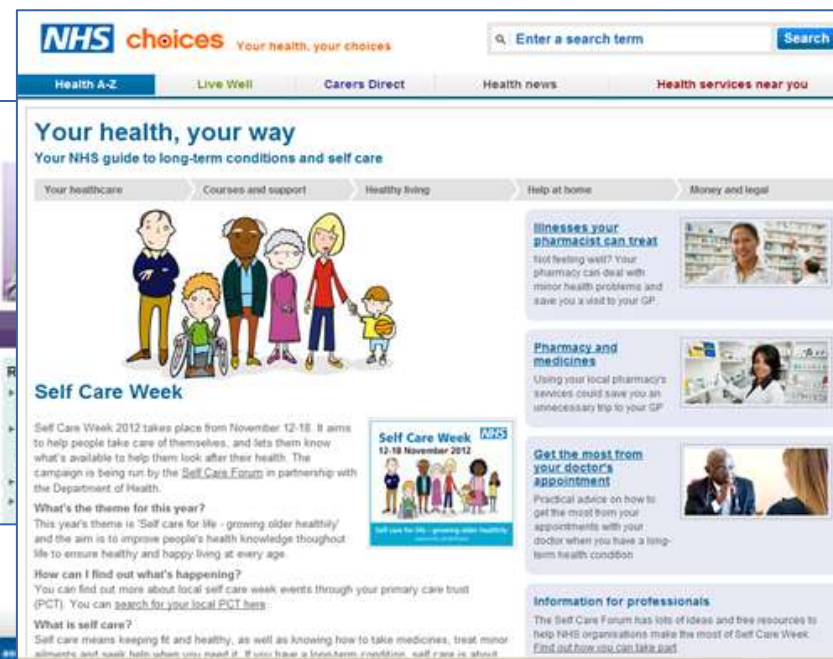 NHS choices Your health, your choices
Enter a search term
Search
Health A-Z
Live Well
Carers Direct
Health news
Health services near you
Your health, your way
Your NHS guide to long-term conditions and self care
Your healthcare
Courses and support
Healthy living
Help at home
Money and legal
Self Care Week
Self Care Week 2012 takes place from November 12-18. It aims
to help people take care of themselves, and lets them know
what's available to help them look after their health. The
campaign is being run by the Self Care Forum in partnership with
the Department of Health.
What's the theme for this year?
This year's theme is 'Self care for life - growing older healthily'
and the aim is to improve people's health knowledge thoughout
life to ensure healthy and happy living at every age.
How can I find out what's happening?
You can find out more about local self care week events through your primary care trust
(PCT). You can search for your local PCT here
What is self care?
Self care means keeping fit and healthy, as well as knowing how to take medicines, treat minor
ailments and seek help when you need it. If you have a long-term condition, self care is about
Self Care Week NHS
12-18 November 2012
Self care for life - growing older healthily
Illnesses your
pharmacist can treat
Not feeling well? Your
pharmacy can deal with
minor health problems and
save you a visit to your GP.
Pharmacy and
medicines
Using your local pharmacy's
services could save you an
unnecessary trip to your GP
Get the most from
your doctor's
appointment
Practical advice on how to
get the most from your
appointments with your
doctor when you have a long-
term health condition
Information for professionals
The Self Care Forum has lots of ideas and free resources to
help NHS organisations make the most of Self Care Week.
Find out how you can take part